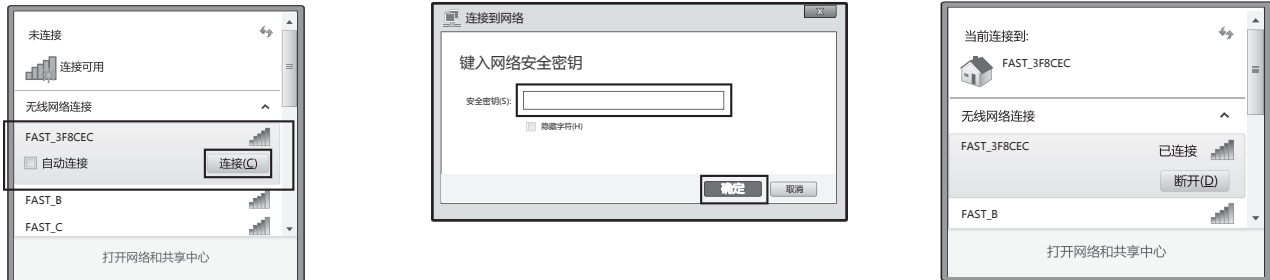 未连接
连接可用
无线网络连接
FAST_3F8CEC
自动连接
连接(C)
FAST_B
FAST_C
打开网络和共享中心
连接到网络
X
键入网络安全密钥
安全密钥(S):
隐藏字符(H)
确定
取消
当前连接到:
FAST_3F8CEC
无线网络连接
FAST_3F8CEC
已连接
断开(D)
FAST_B
打开网络和共享中心